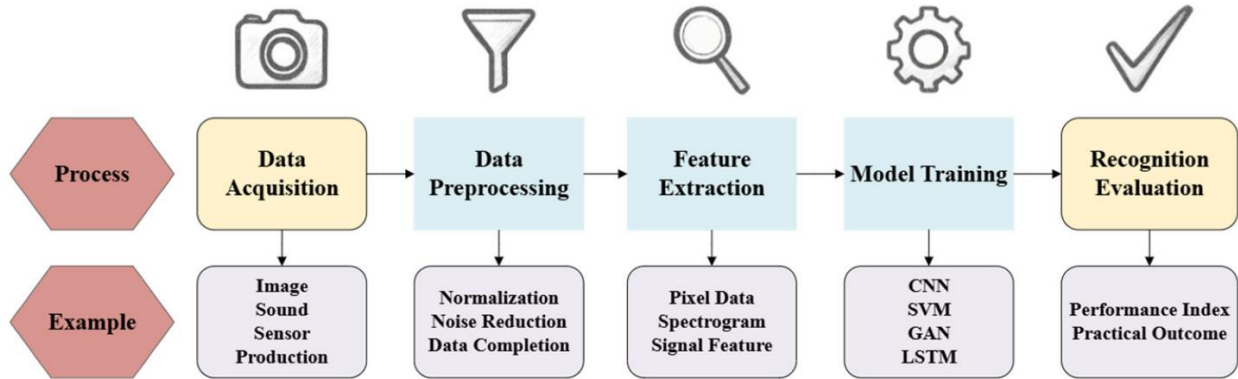 Process
Data
Acquisition
Data
Preprocessing
Feature
Extraction
Model Training
Recognition
Evaluation
Example
Image
Sound
Sensor
Production
Normalization
Noise Reduction
Data Completion
Pixel Data
Spectrogram
Signal Feature
CNN
SVM
GAN
LSTM
Performance Index
Practical Outcome